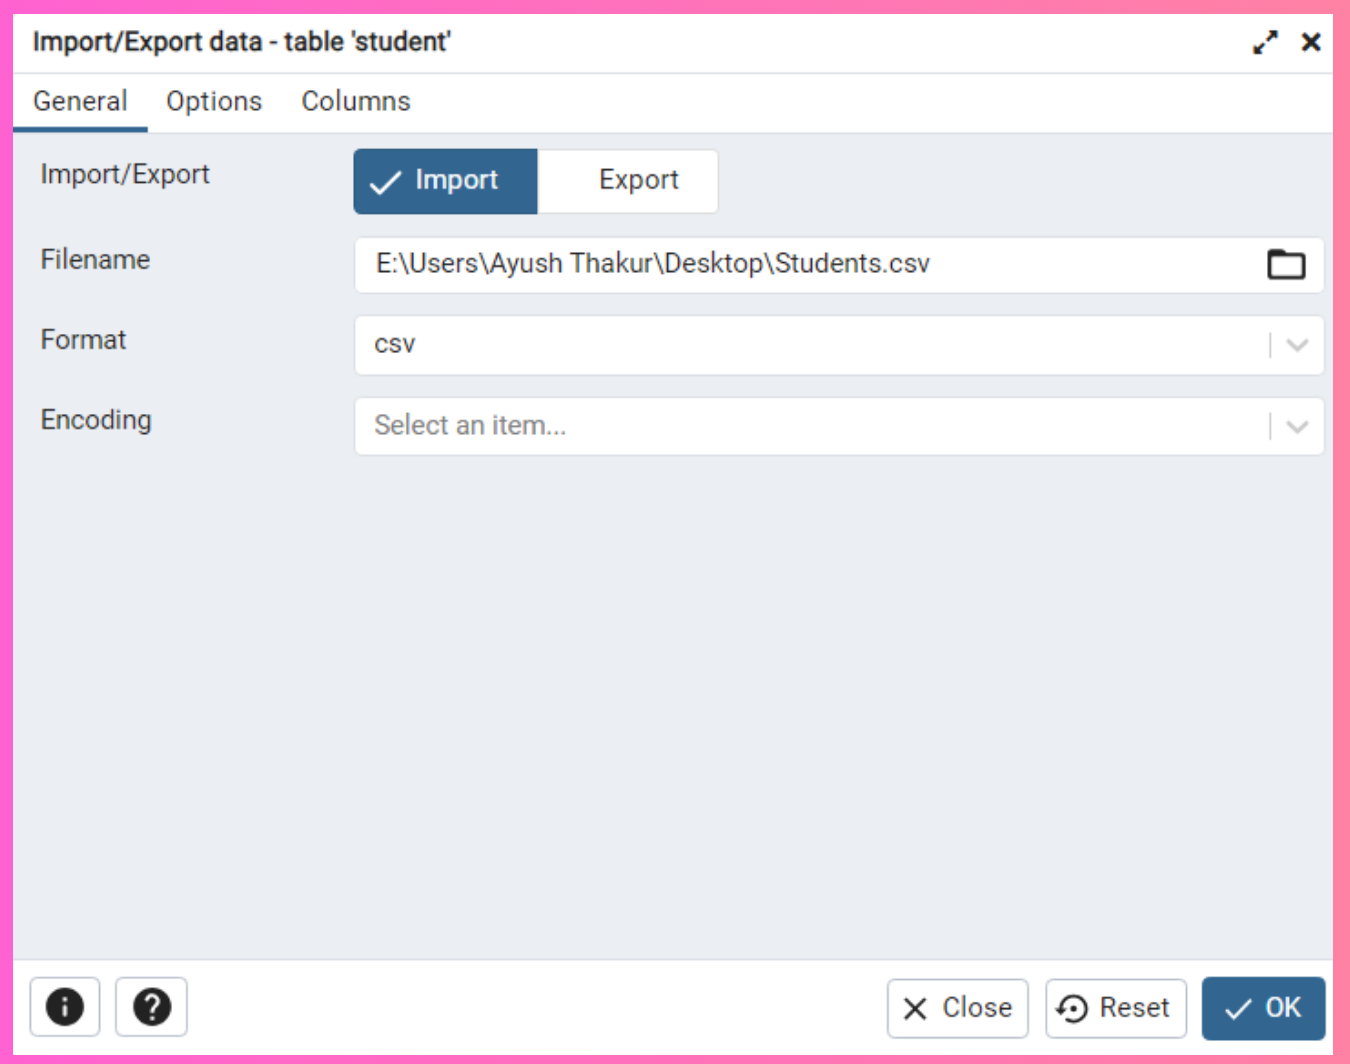 Import/Export data - table 'student'
General Options Columns
Import/Export Import Export
Filename E:\Users\Ayush Thakur\Desktop\Students.csv
Format csv
Encoding Select an item...
Close Reset OK